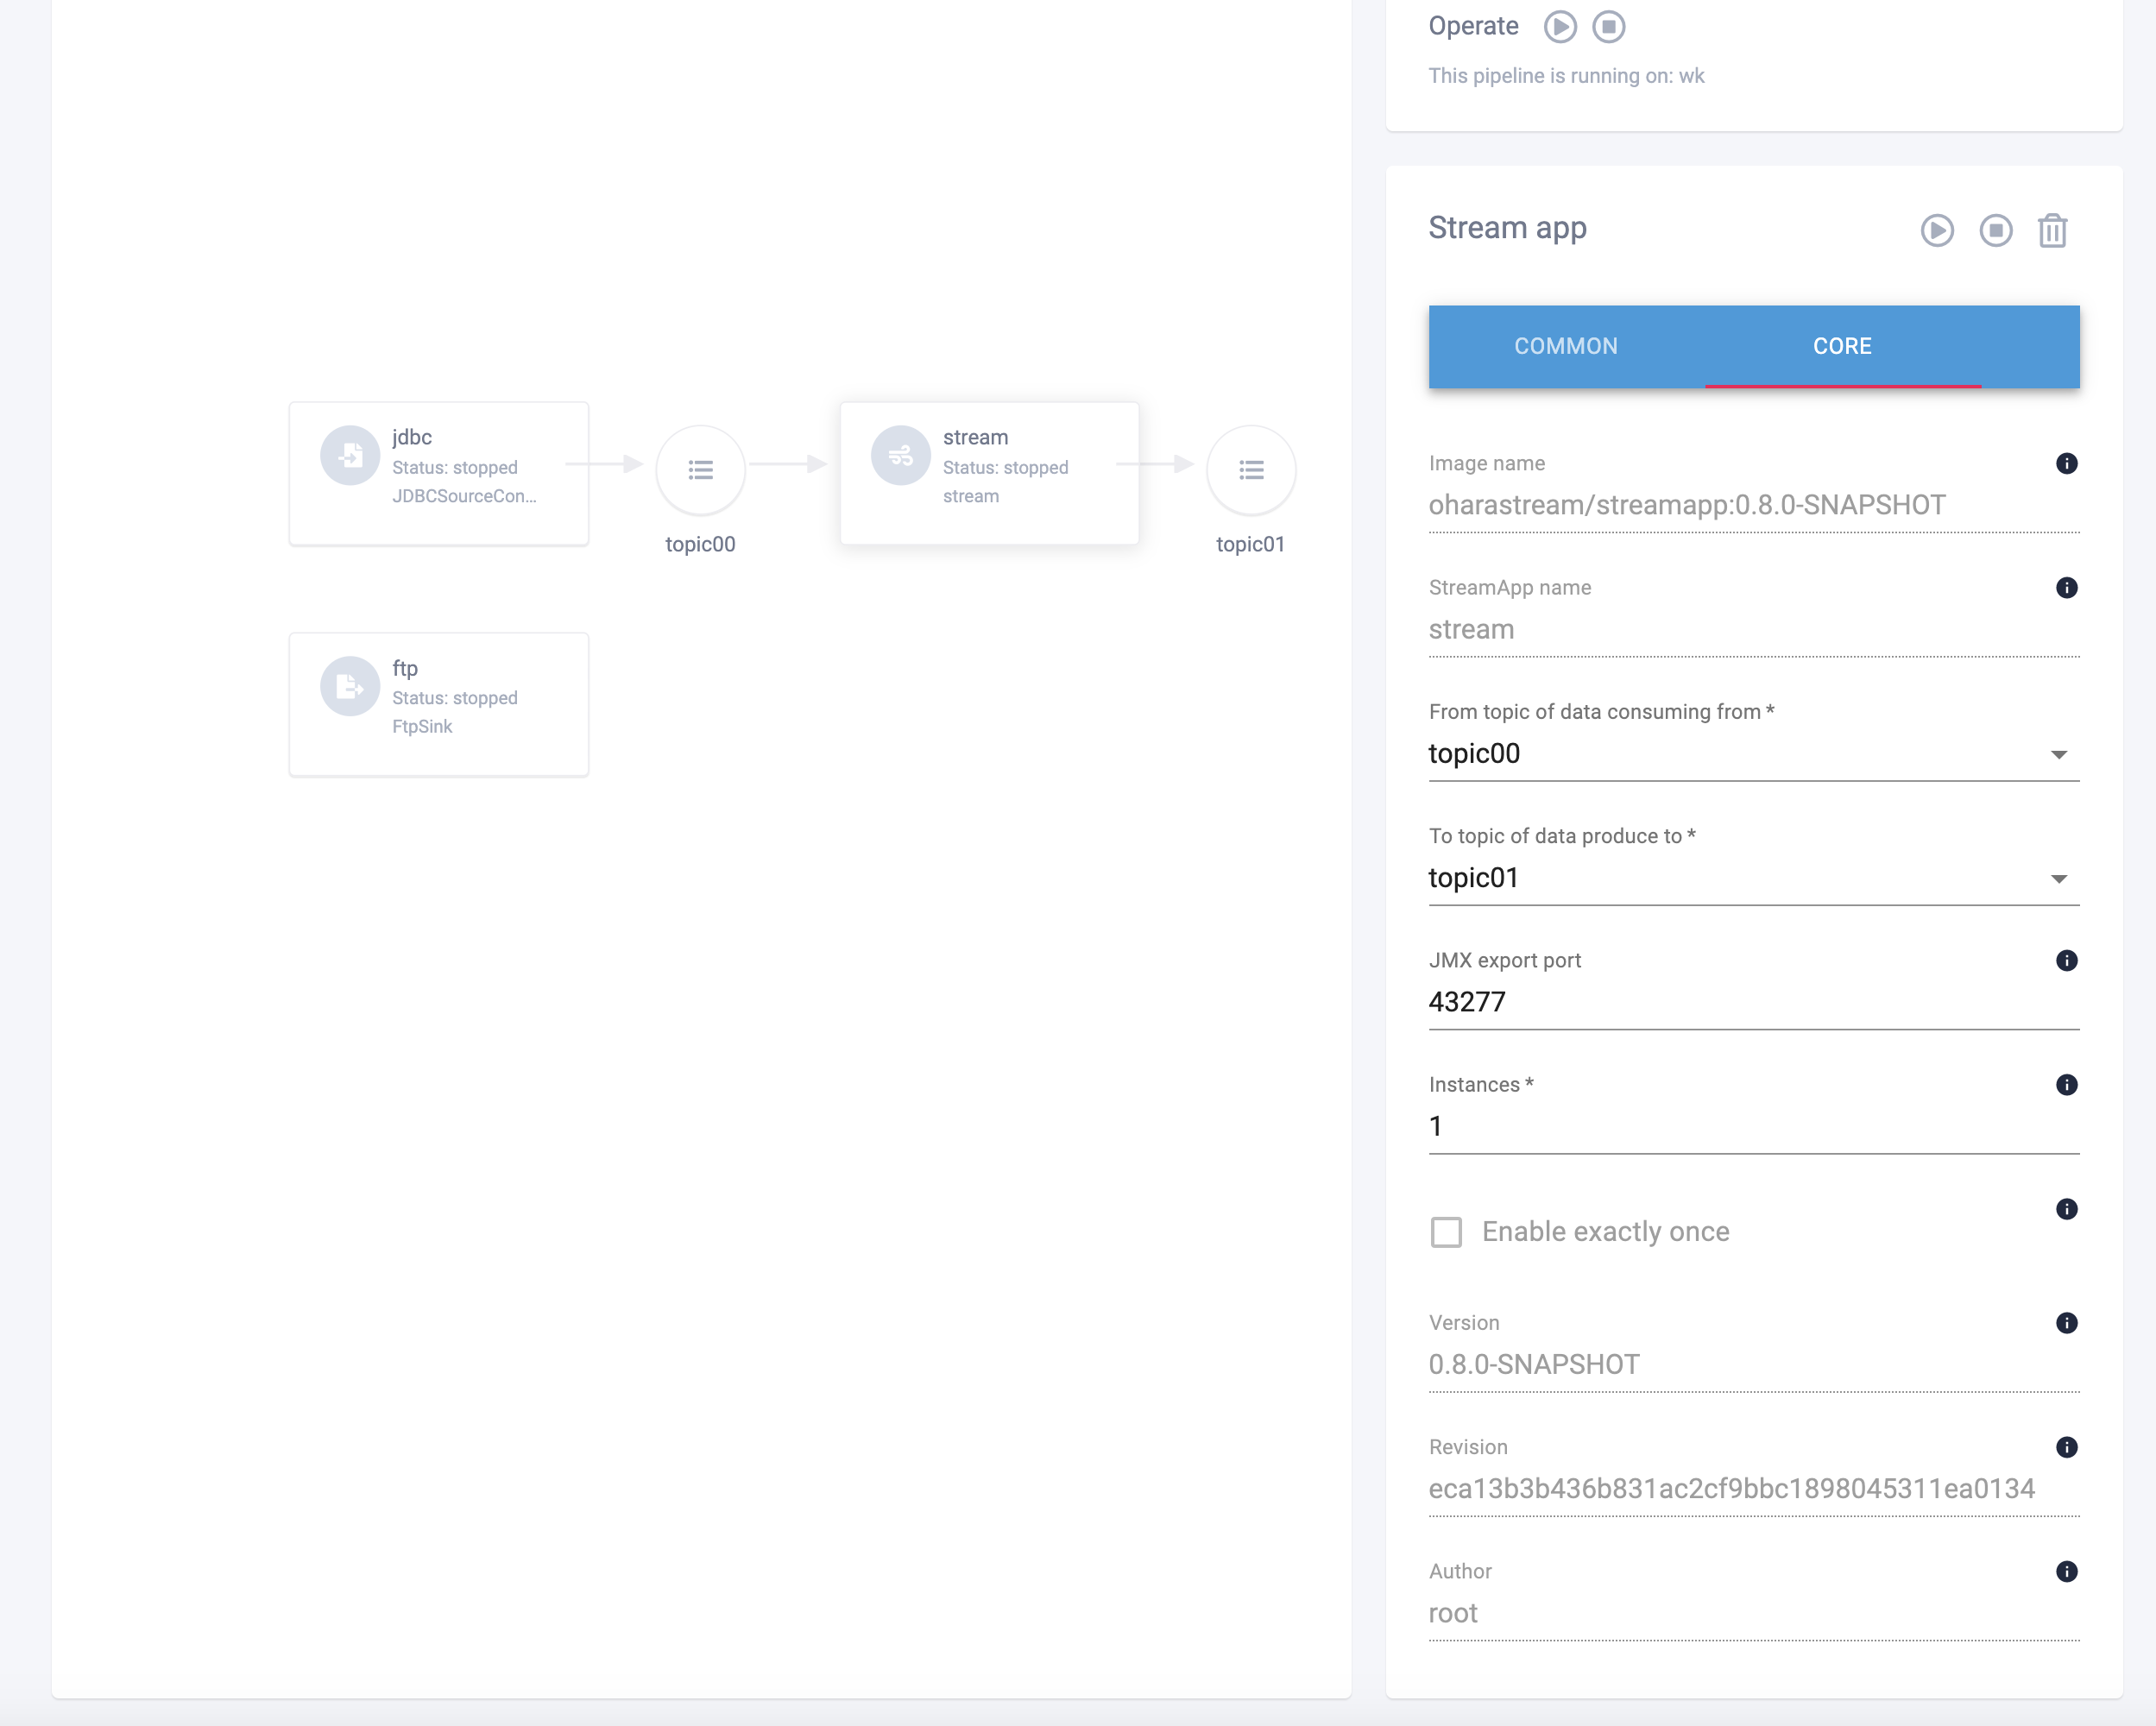 jdbc
Status: stopped
JDBCSourceCon...
topic00
stream
Status: stopped
stream
topic01
ftp
Status: stopped
FtpSink
Operate
This pipeline is running on: wk
Stream app
COMMON
CORE
Image name
oharastream/streamapp:0.8.0-SNAPSHOT
StreamApp name
stream
From topic of data consuming from *
topic00
To topic of data produce to *
topic01
JMX export port
43277
Instances *
1
Enable exactly once
Version
0.8.0-SNAPSHOT
Revision
eca13b3b436b831ac2cf9bbc1898045311ea0134
Author
root